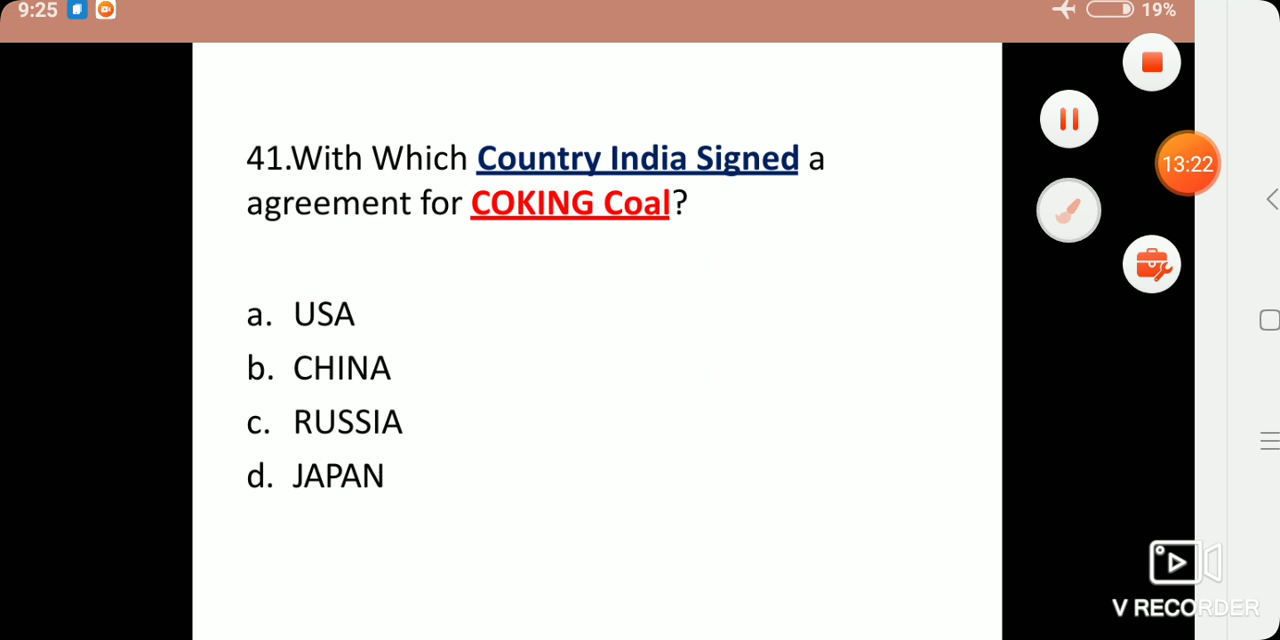 9:25
19%
41.With Which Country India Signed a
agreement for COKING Coal?
13:22
a. USA
b. CHINA
c. RUSSIA
d. JAPAN
V RECORDER